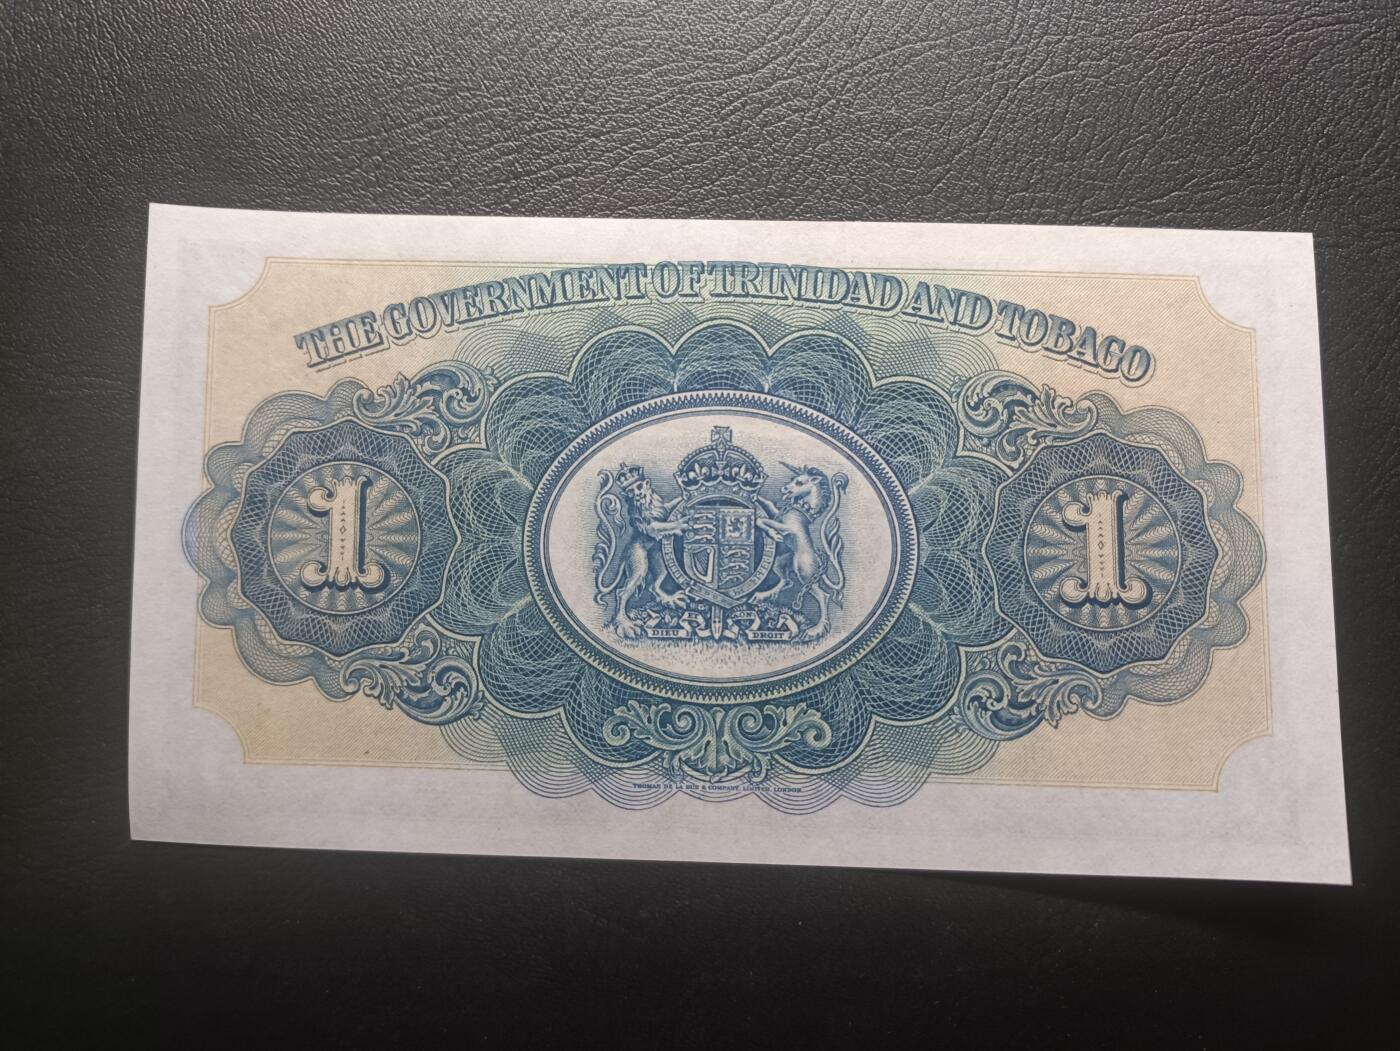 THE GOVERNMENT OF TRINIDAD AND TOBAGO
1 1
DIEU DROIT
THOMAS DE LA RUE & COMPANY, LIMITED, LONDON.